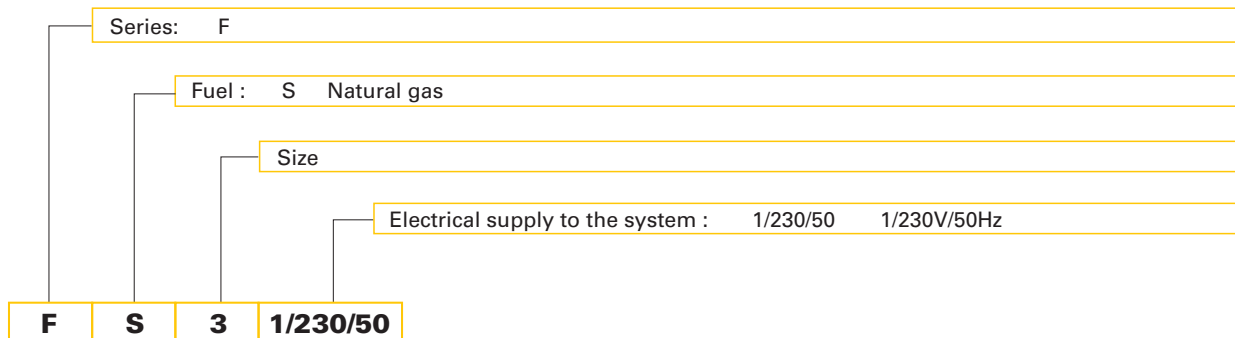 Series: F
Fuel : S Natural gas
Size
Electrical supply to the system : 1/230/50 1/230V/50Hz
F S 3 1/230/50